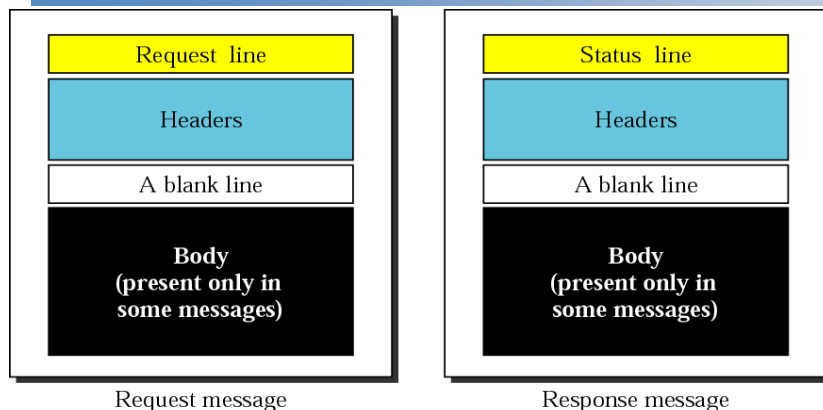 Request line
Headers
A blank line
Body
(present only in
some messages)
Request message
Status line
Headers
A blank line
Body
(present only in
some messages)
Response message